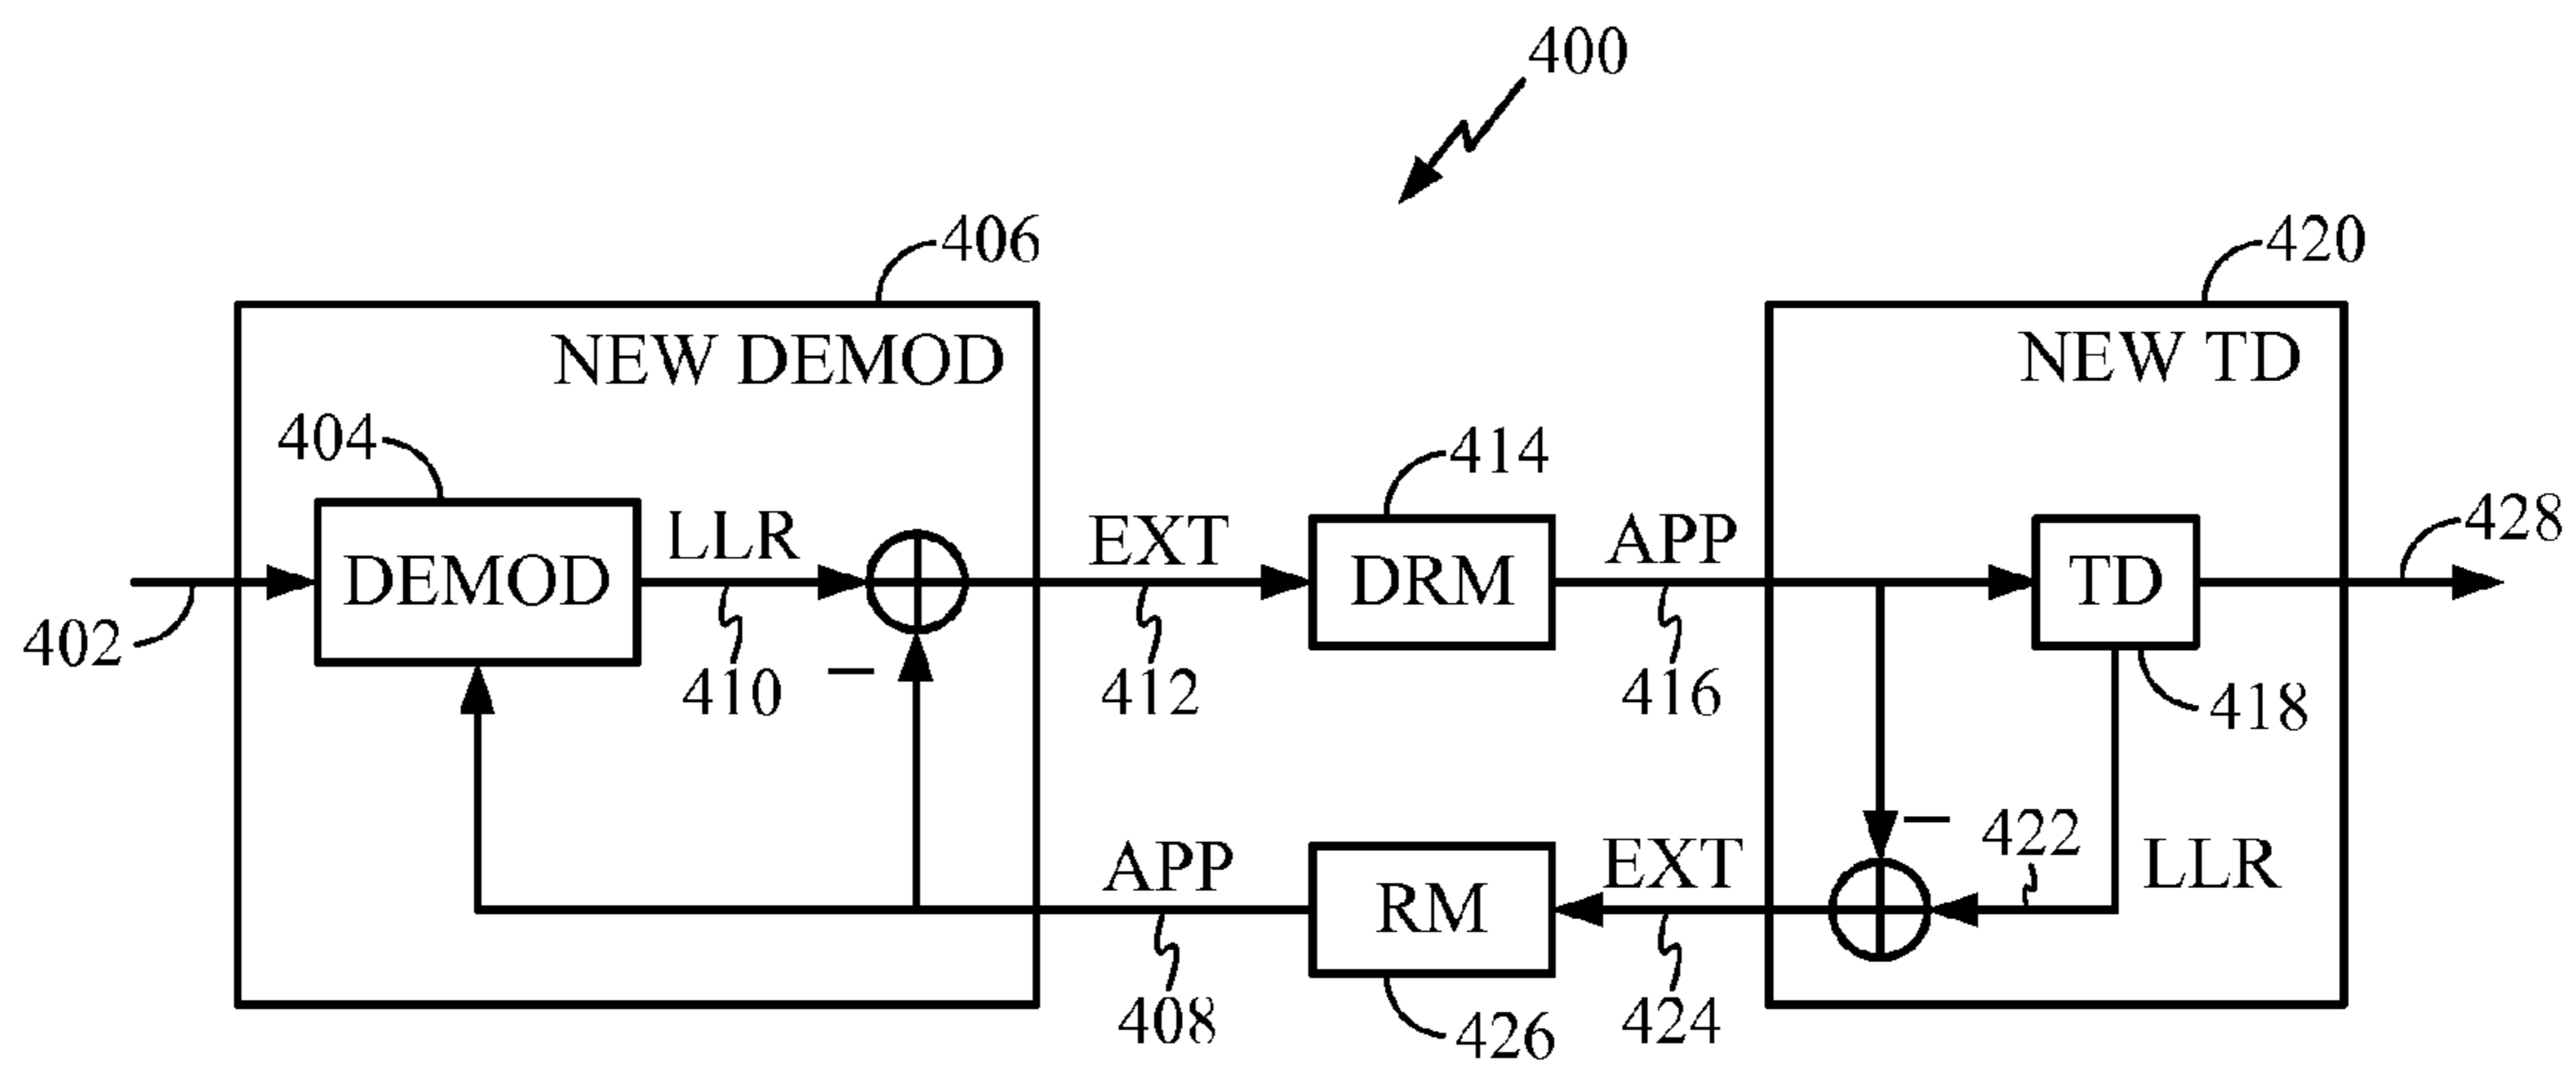 400
406
420
NEW DEMOD
NEW TD
404
414
428
LLR
EXT
APP
DEMOD
DRM
TD
402
410
−
412
416
418
−
422
APP
EXT
LLR
RM
408
424
426